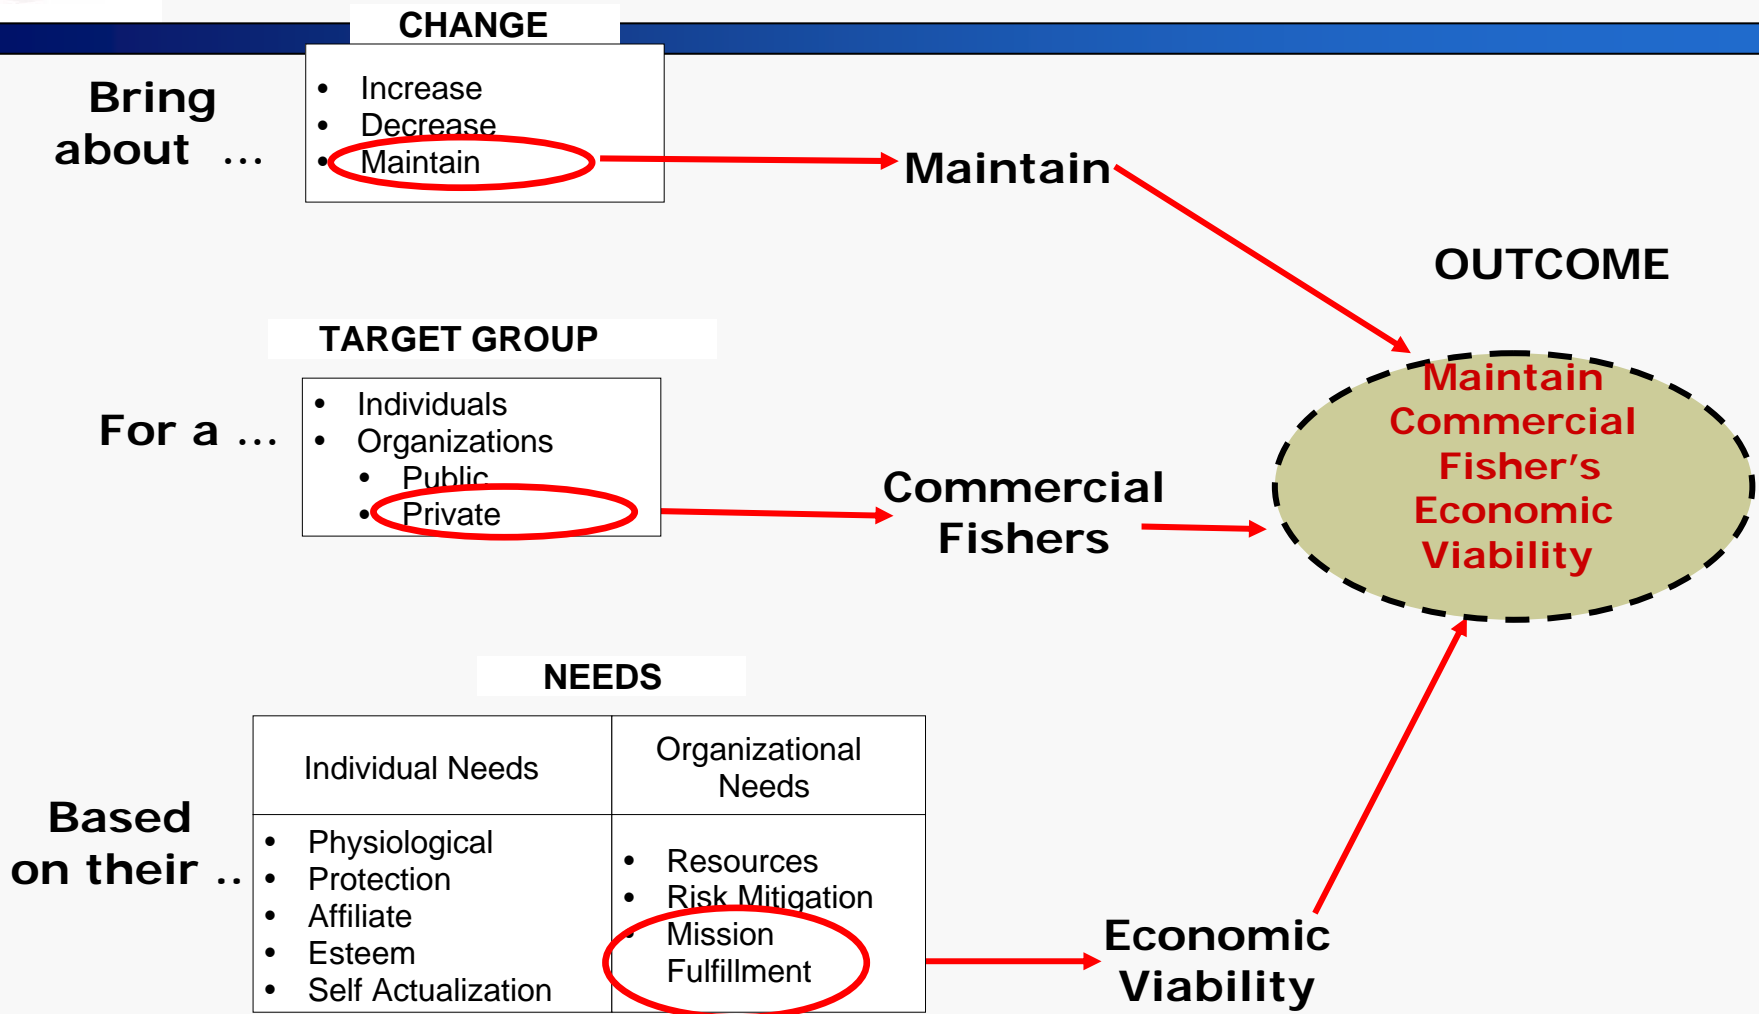 CHANGE
Bring
about ...
• Increase
• Decrease
• Maintain
Maintain
OUTCOME
TARGET GROUP
For a ...
• Individuals
• Organizations
• Public
• Private
Commercial
Fishers
Maintain
Commercial
Fisher’s
Economic
Viability
NEEDS
Based
on their ..
Individual Needs
Organizational
Needs
• Physiological
• Protection
• Affiliate
• Esteem
• Self Actualization
• Resources
• Risk Mitigation
• Mission
Fulfillment
Economic
Viability